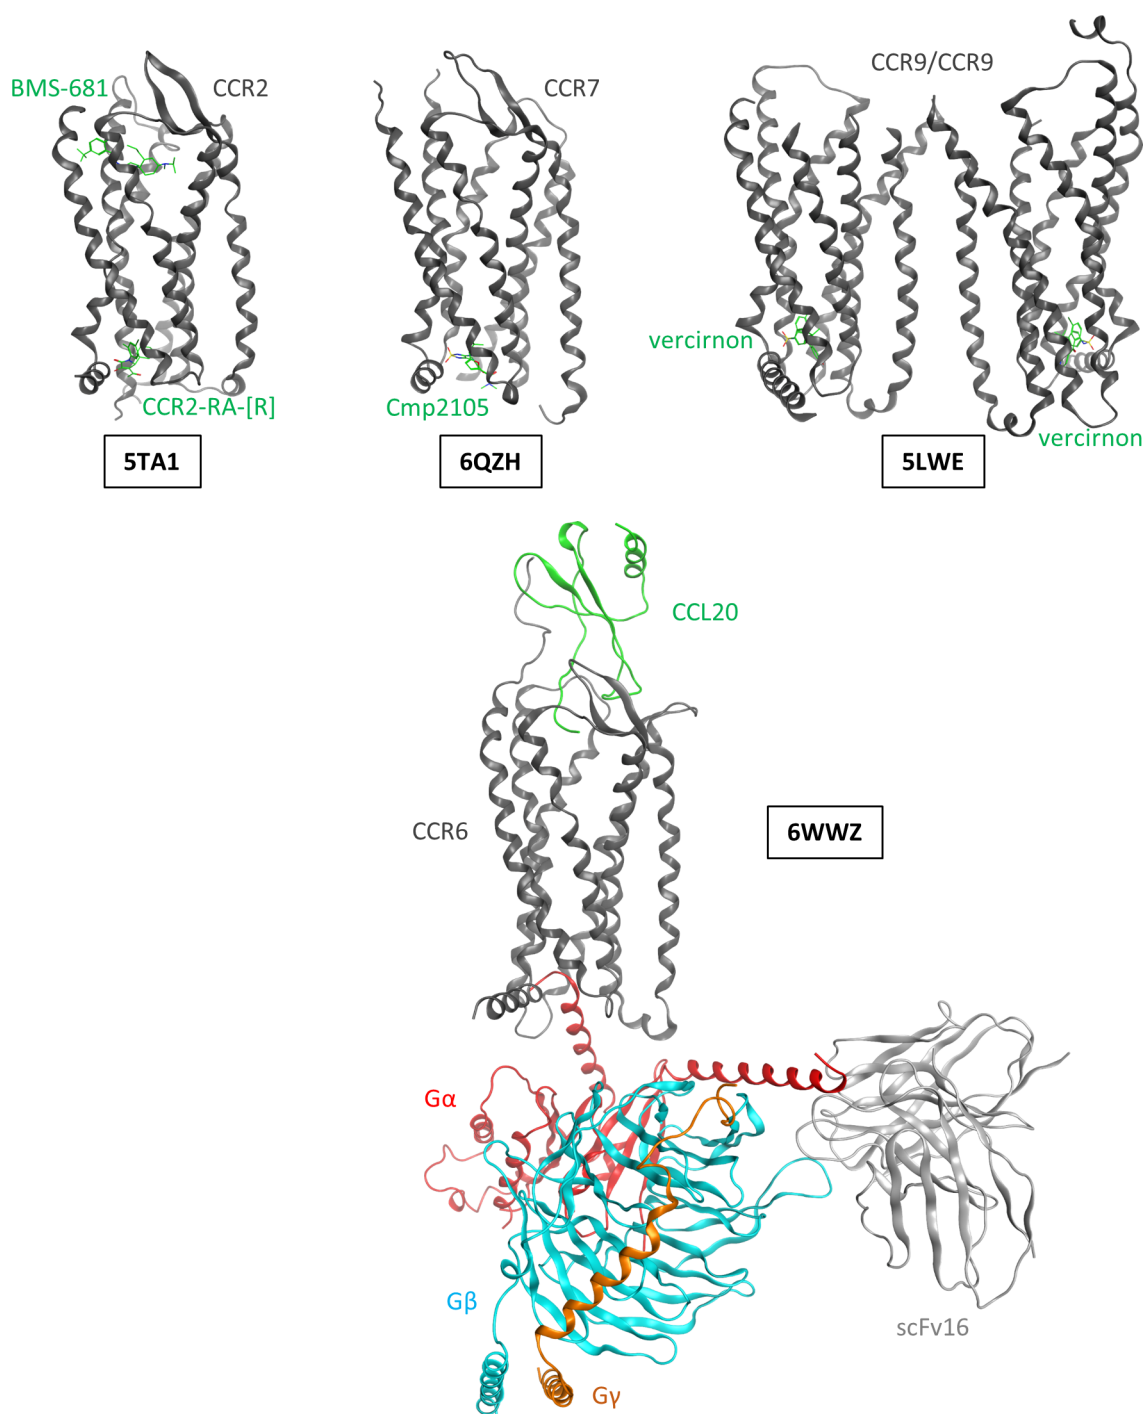 BMS-681
CCR2
CCR7
CCR9/CCR9
vercirnon
CCR2-RA-[R]
Cmp2105
vercirnon
5TA1
6QZH
5LWE
CCL20
CCR6
6WWZ
Gα
Gβ
scFv16
Gγ